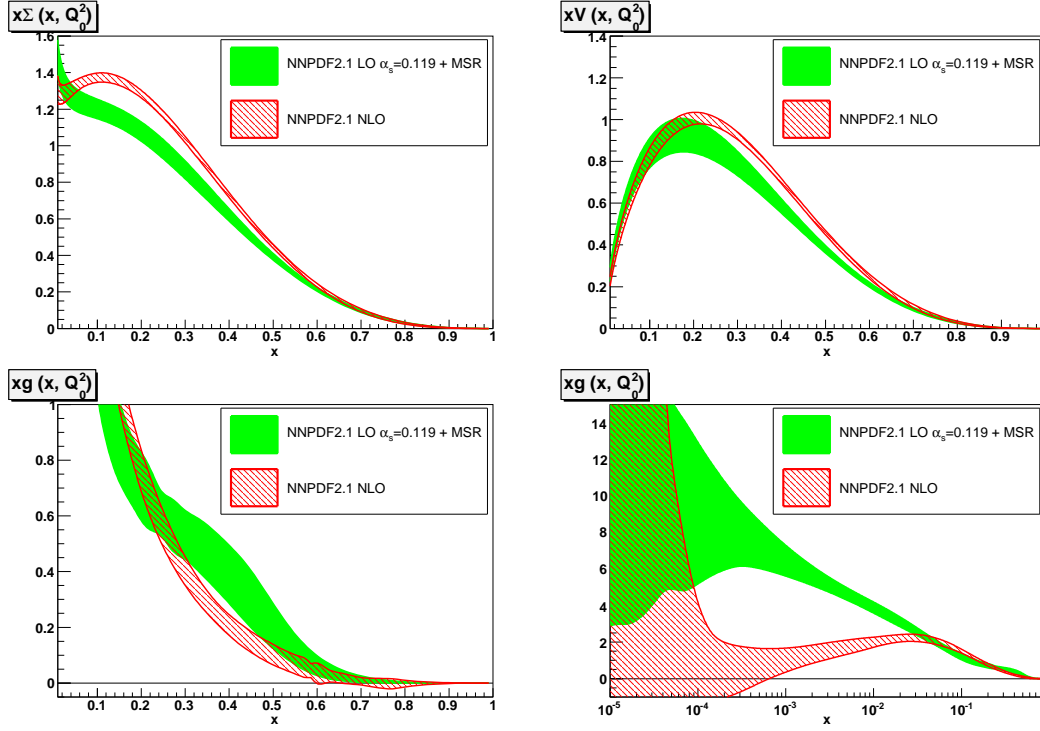 xΣ (x, Q₀²)
NNPDF2.1 LO αₛ=0.119 + MSR
NNPDF2.1 NLO
1.6
1.4
1.2
1
0.8
0.6
0.4
0.2
0
0.1 0.2 0.3 0.4 0.5 0.6 0.7 0.8 0.9 1
x
xV (x, Q₀²)
NNPDF2.1 LO αₛ=0.119 + MSR
NNPDF2.1 NLO
1.4
1.2
1
0.8
0.6
0.4
0.2
0
0.1 0.2 0.3 0.4 0.5 0.6 0.7 0.8 0.9
x
xg (x, Q₀²)
NNPDF2.1 LO αₛ=0.119 + MSR
NNPDF2.1 NLO
1
0.8
0.6
0.4
0.2
0
0.1 0.2 0.3 0.4 0.5 0.6 0.7 0.8 0.9 1
x
xg (x, Q₀²)
NNPDF2.1 LO αₛ=0.119 + MSR
NNPDF2.1 NLO
14
12
10
8
6
4
2
0
10⁻⁵ 10⁻⁴ 10⁻³ 10⁻² 10⁻¹
x